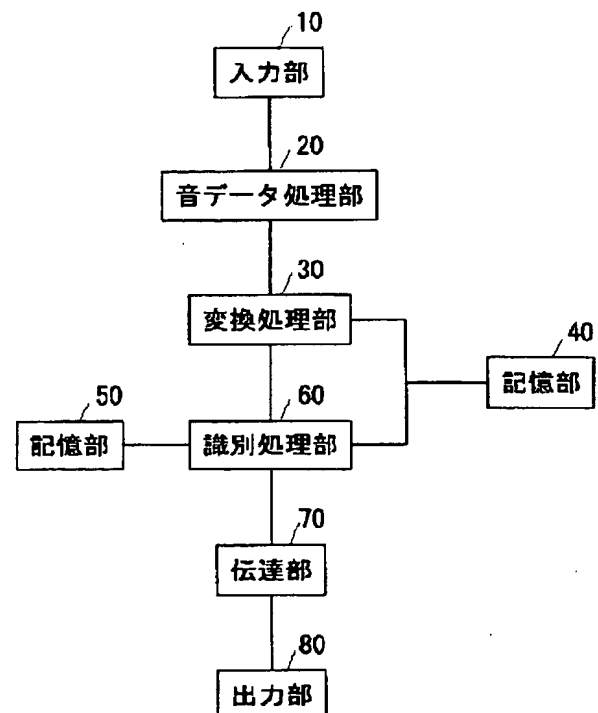 10
入力部
20
音データ処理部
30
変換処理部
40
記憶部
50
記憶部
60
識別処理部
70
伝達部
80
出力部